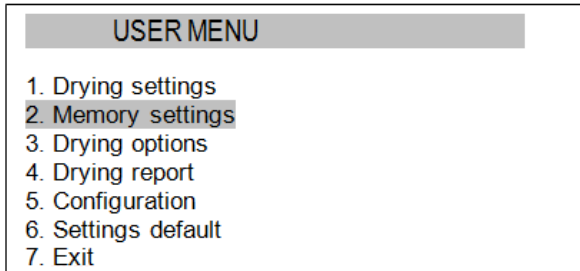 USER MENU
1. Drying settings
2. Memory settings
3. Drying options
4. Drying report
5. Configuration
6. Settings default
7. Exit